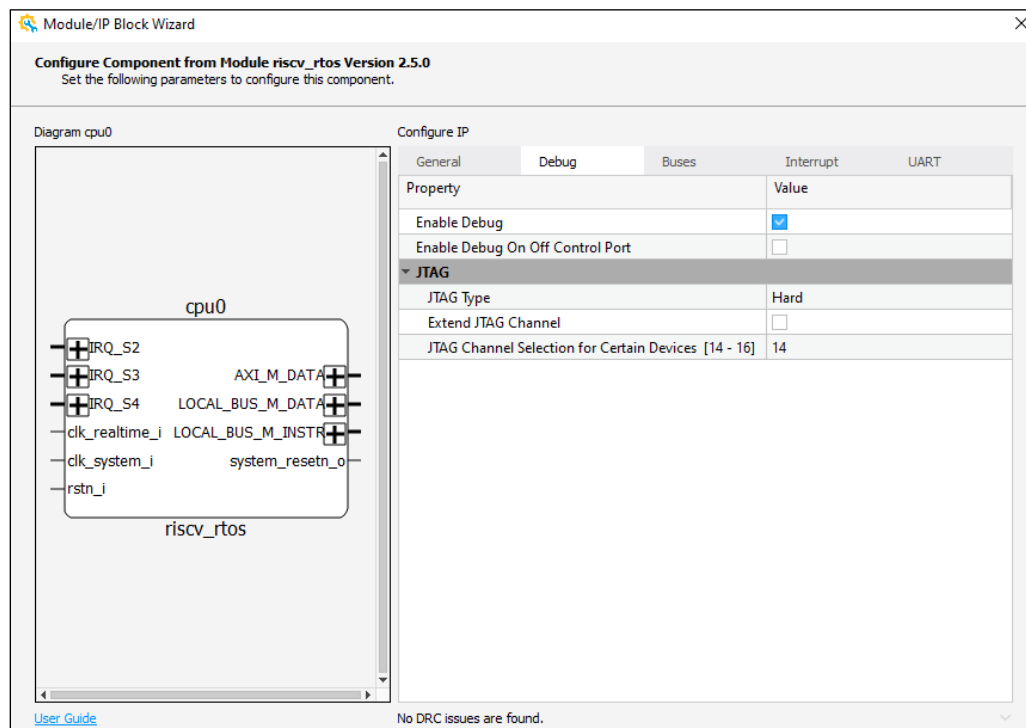 Module/IP Block Wizard
Configure Component from Module riscv_rtos Version 2.5.0
Set the following parameters to configure this component.
Diagram cpu0
cpu0
IRQ_S2
IRQ_S3 AXI_M_DATA
IRQ_S4 LOCAL_BUS_M_DATA
clk_realtime_i LOCAL_BUS_M_INSTR
clk_system_i system_resetn_o
rstn_i
riscv_rtos
User Guide
Configure IP
General Debug Buses Interrupt UART
Property Value
Enable Debug
Enable Debug On Off Control Port
JTAG
JTAG Type Hard
Extend JTAG Channel
JTAG Channel Selection for Certain Devices [14 - 16] 14
No DRC issues are found.